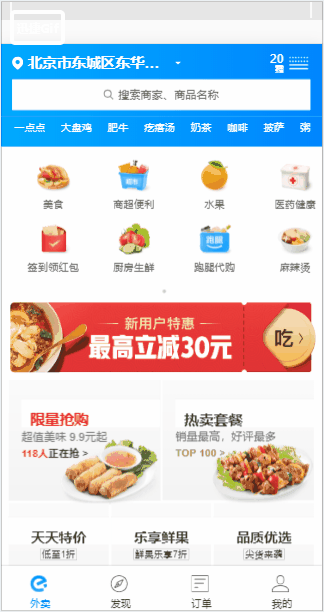 北京市东城区东华...
20
搜索商家、商品名称
一点点 大盘鸡 肥牛 疙瘩汤 奶茶 咖啡 披萨 粥
美食 商超便利 水果 医药健康
签到领红包 厨房生鲜 跑腿代购 麻辣烫
跑腿
新用户特惠
最高立减30元
吃 >
限量抢购 热卖套餐
超值美味 9.9元起 销量最高，好评最多
118人正在抢 > TOP 100 >
天天特价 乐享鲜果 品质优选
低至1折 鲜果乐享7折 尖货来袭
外卖 发现 订单 我的